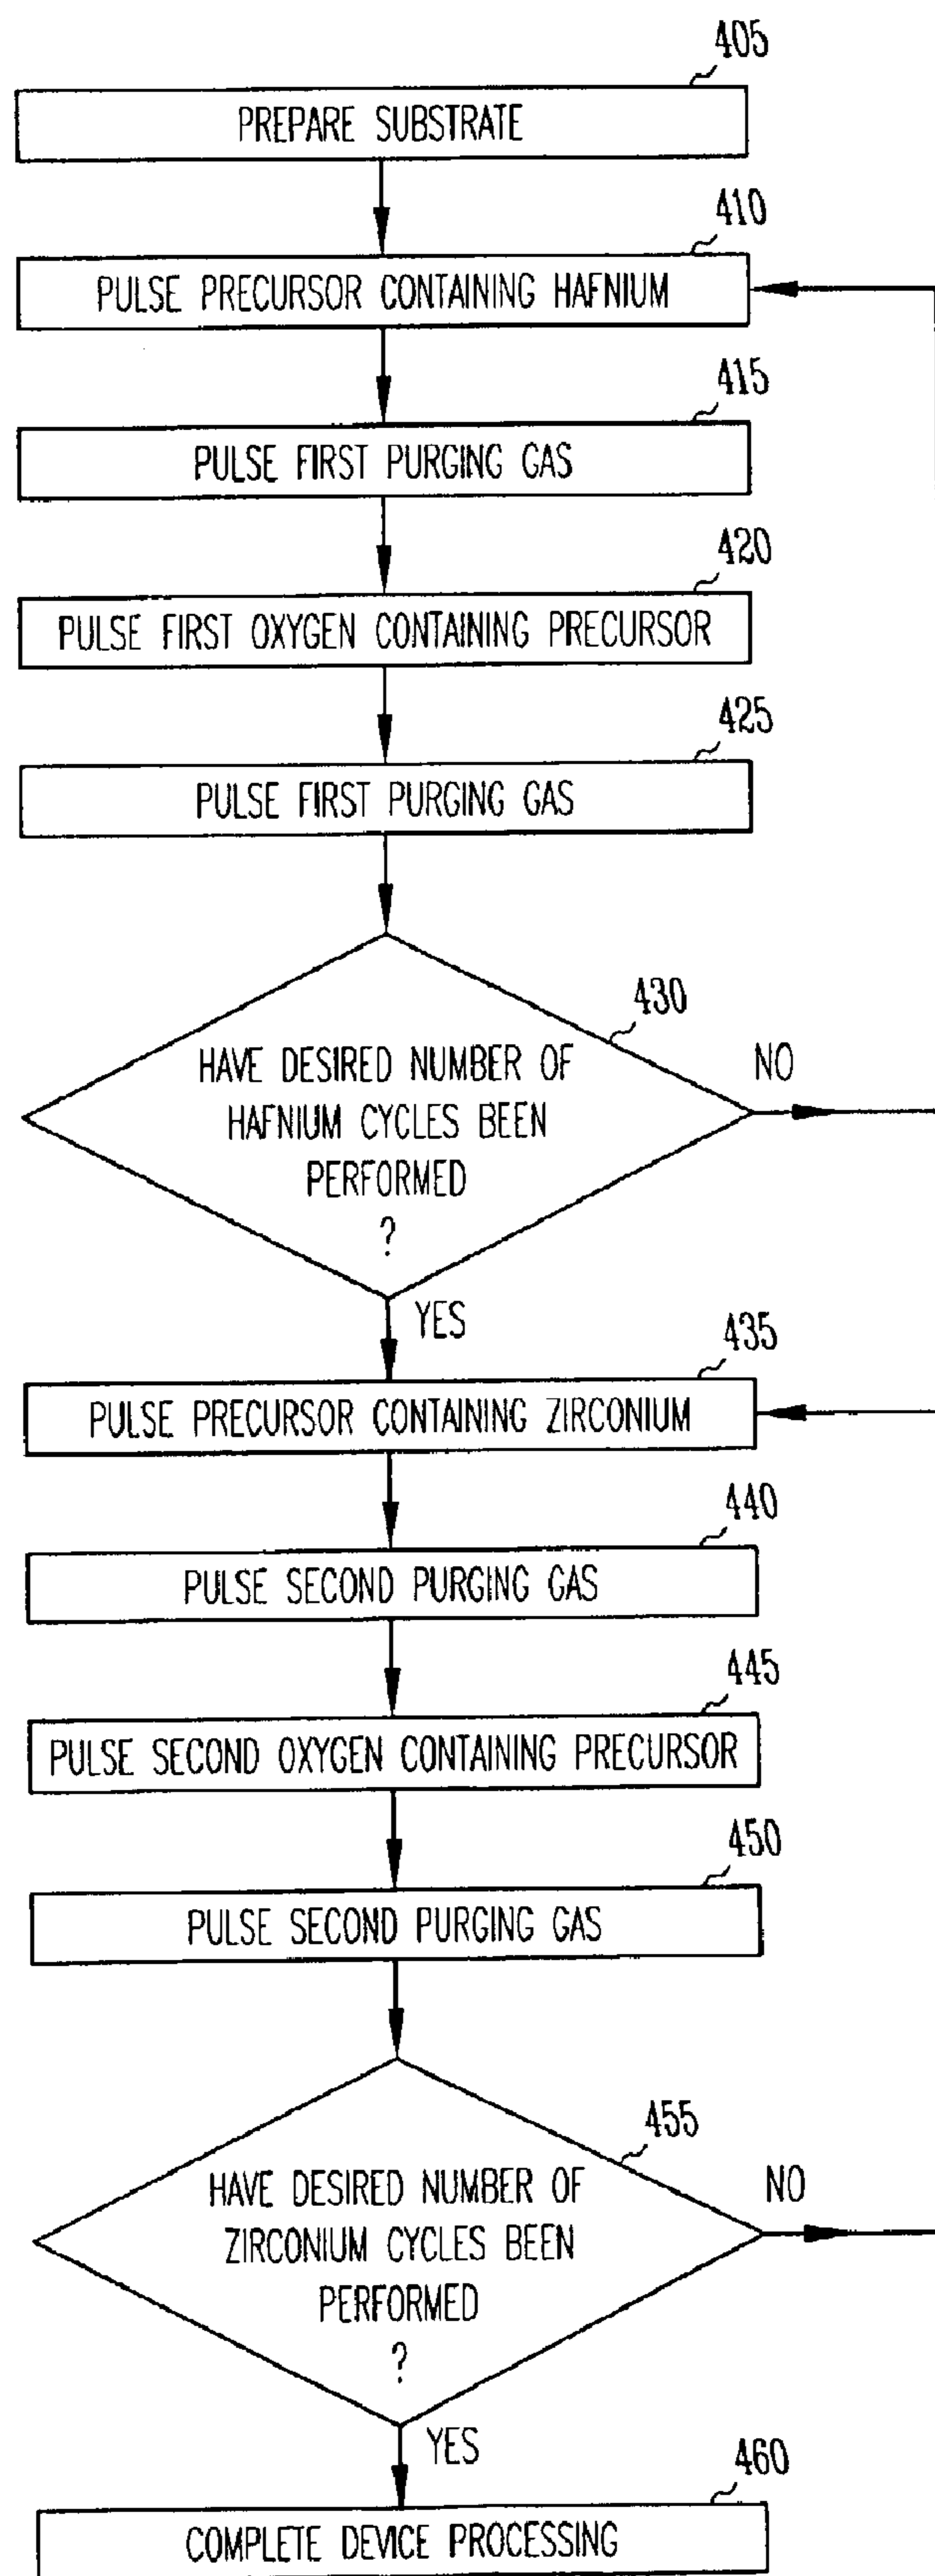 405
PREPARE SUBSTRATE
410
PULSE PRECURSOR CONTAINING HAFNIUM
415
PULSE FIRST PURGING GAS
420
PULSE FIRST OXYGEN CONTAINING PRECURSOR
425
PULSE FIRST PURGING GAS
430
HAVE DESIRED NUMBER OF
HAFNIUM CYCLES BEEN
PERFORMED
?
NO
YES
435
PULSE PRECURSOR CONTAINING ZIRCONIUM
440
PULSE SECOND PURGING GAS
445
PULSE SECOND OXYGEN CONTAINING PRECURSOR
450
PULSE SECOND PURGING GAS
455
HAVE DESIRED NUMBER OF
ZIRCONIUM CYCLES BEEN
PERFORMED
?
NO
YES
460
COMPLETE DEVICE PROCESSING